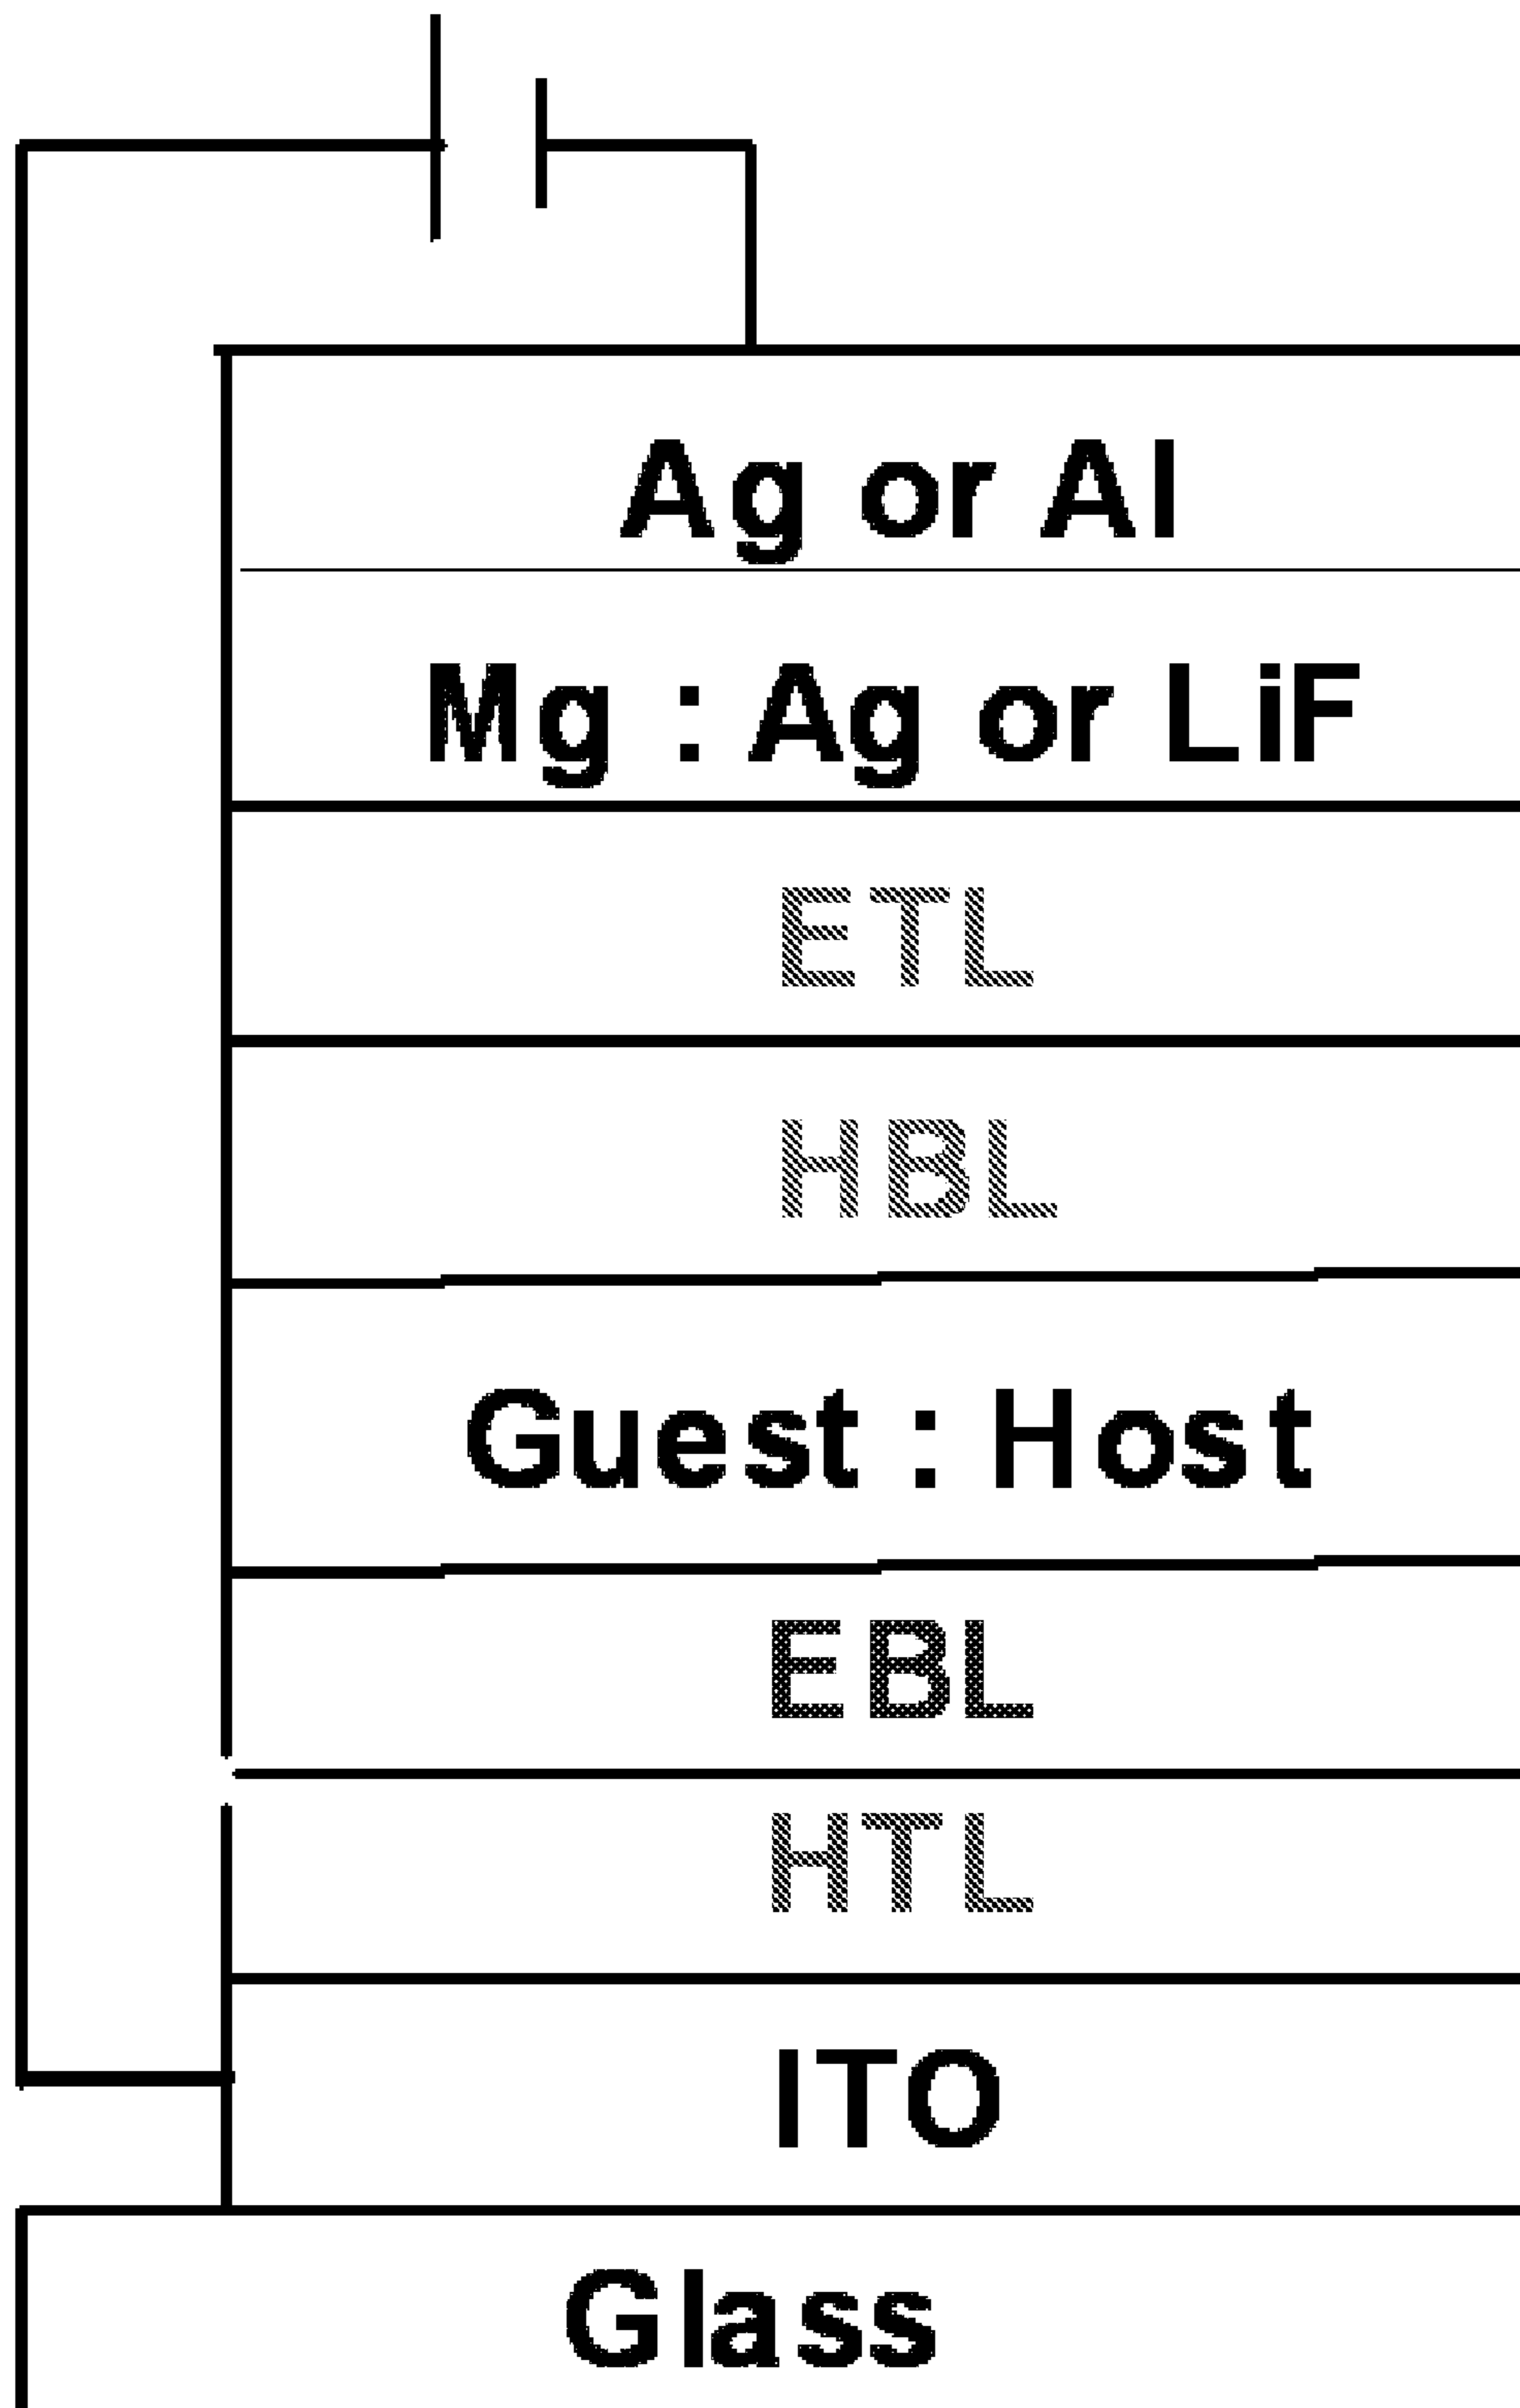 Ag or Al
Mg : Ag or LiF
ETL
HBL
Guest : Host
EBL
HTL
ITO
Glass